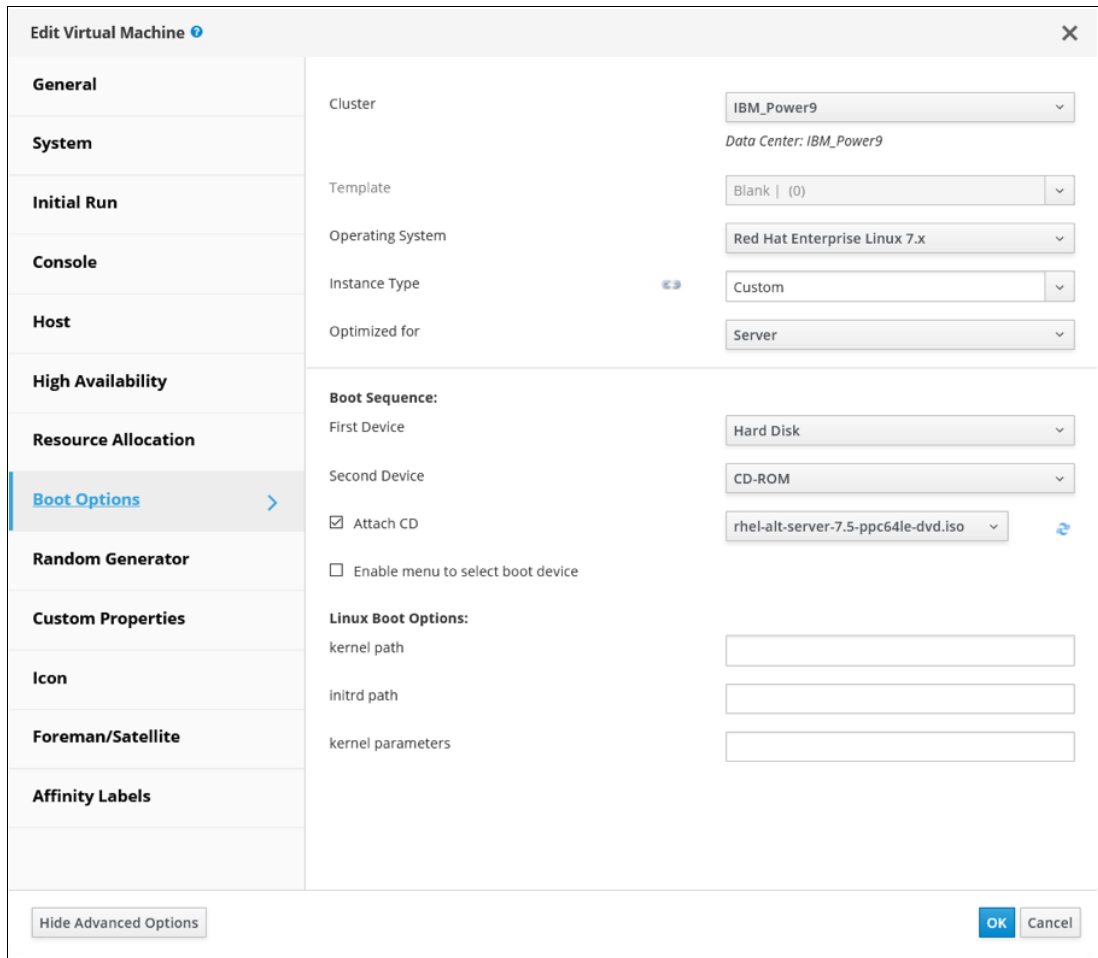 Edit Virtual Machine
General
System
Initial Run
Console
Host
High Availability
Resource Allocation
Boot Options
Random Generator
Custom Properties
Icon
Foreman/Satellite
Affinity Labels
Cluster IBM_Power9
Data Center: IBM_Power9
Template Blank | (0)
Operating System Red Hat Enterprise Linux 7.x
Instance Type Custom
Optimized for Server
Boot Sequence:
First Device Hard Disk
Second Device CD-ROM
Attach CD rhel-alt-server-7.5-ppc64le-dvd.iso
Enable menu to select boot device
Linux Boot Options:
kernel path
initrd path
kernel parameters
Hide Advanced Options OK Cancel